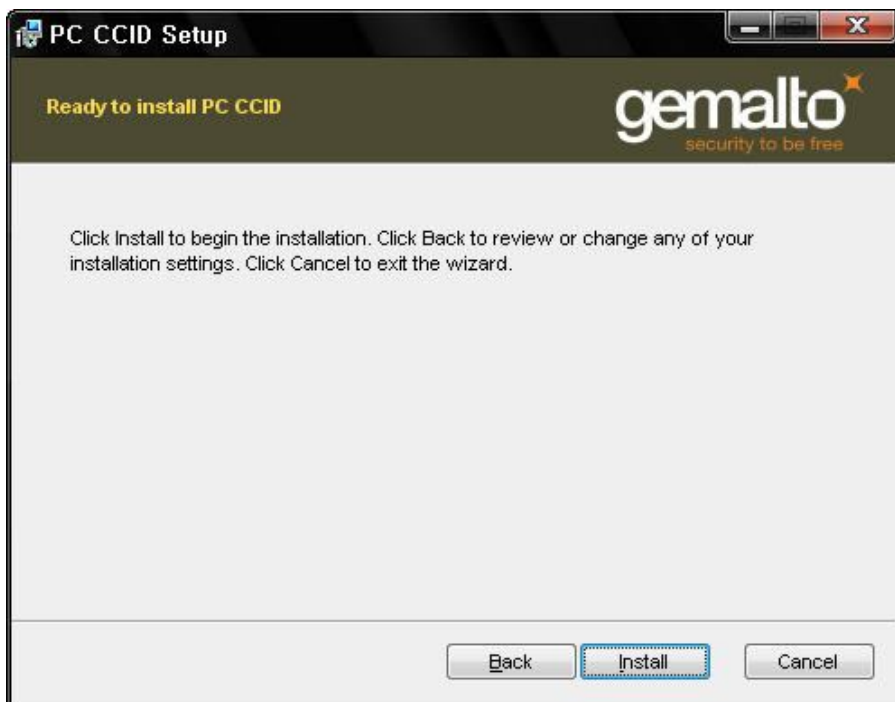 PC CCID Setup
Ready to install PC CCID
gemalto
security to be free
Click Install to begin the installation. Click Back to review or change any of your
installation settings. Click Cancel to exit the wizard.
Back
Install
Cancel